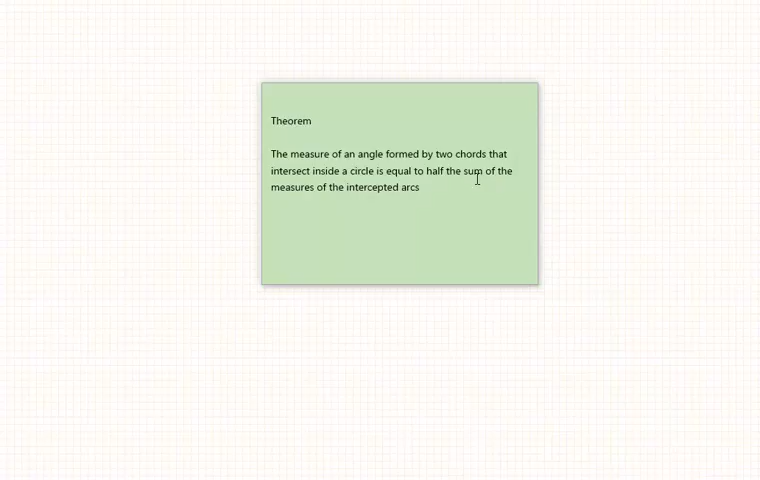 Theorem
The measure of an angle formed by two chords that
intersect inside a circle is equal to half the sum of the
measures of the intercepted arcs